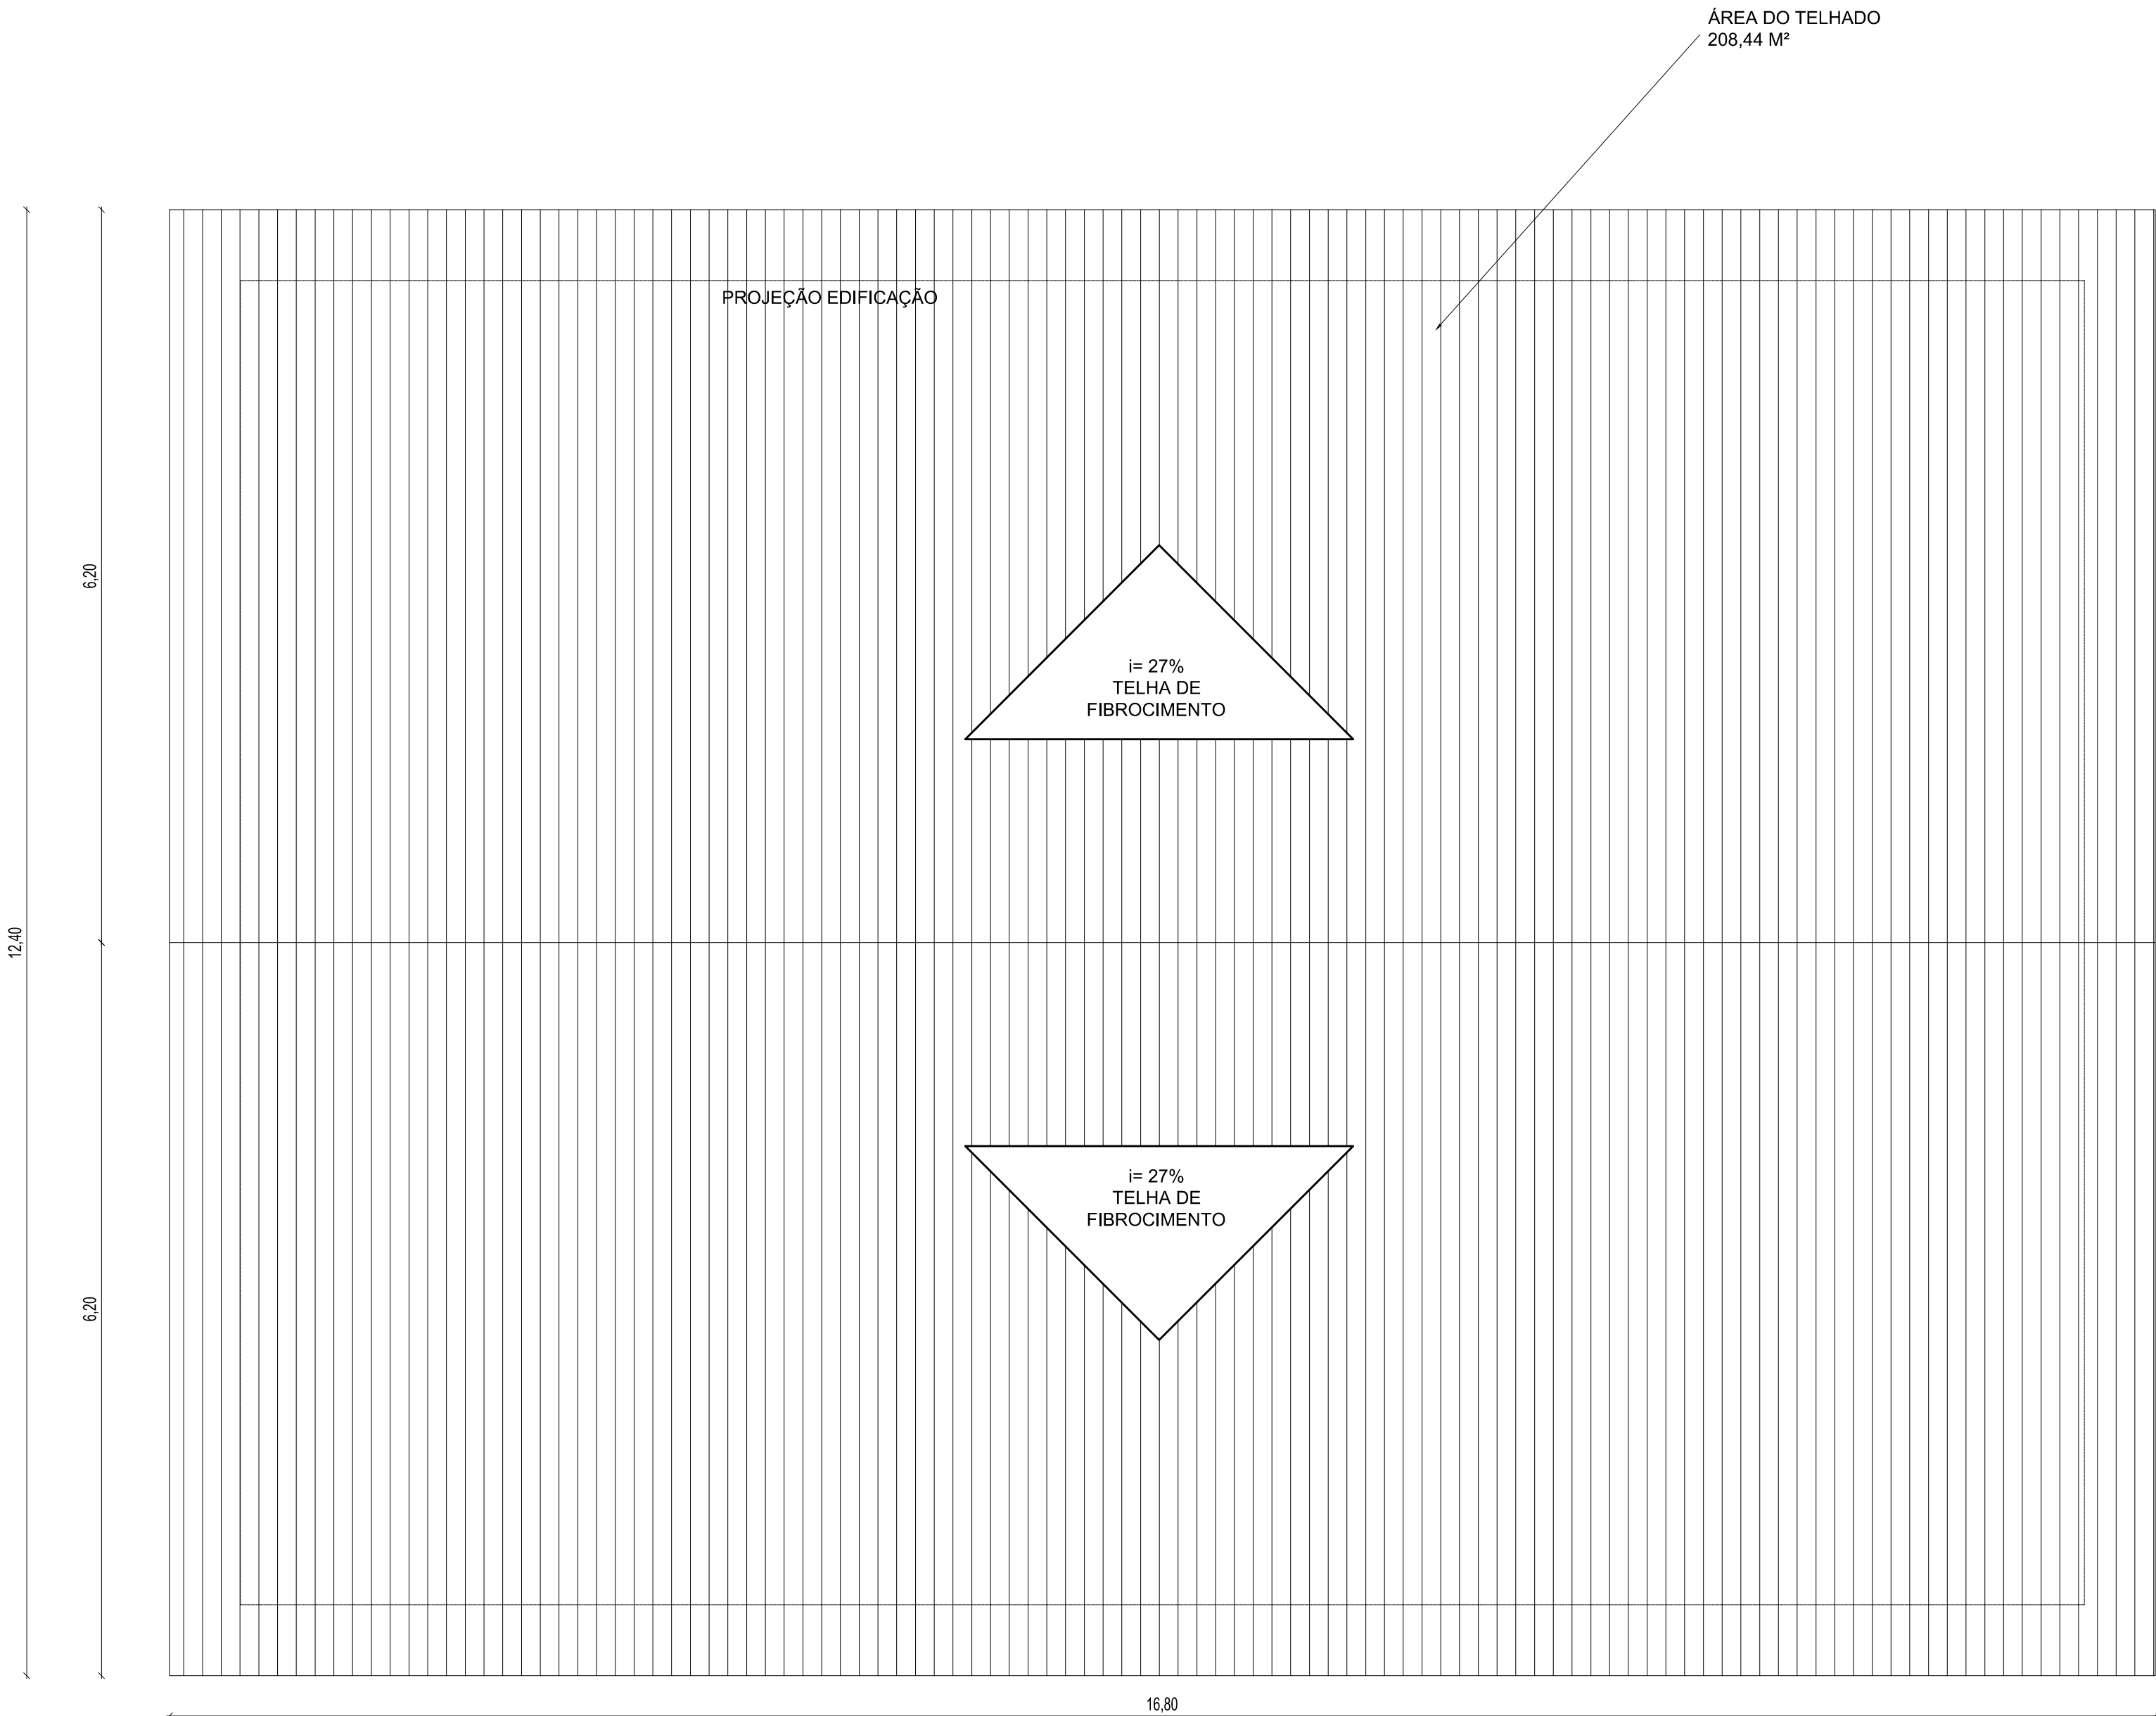 ÁREA DO TELHADO
208,44 M²
PROJEÇÃO EDIFICAÇÃO
6,20
i= 27%
TELHA DE
FIBROCIMENTO
12,40
i= 27%
TELHA DE
FIBROCIMENTO
6,20
16,80